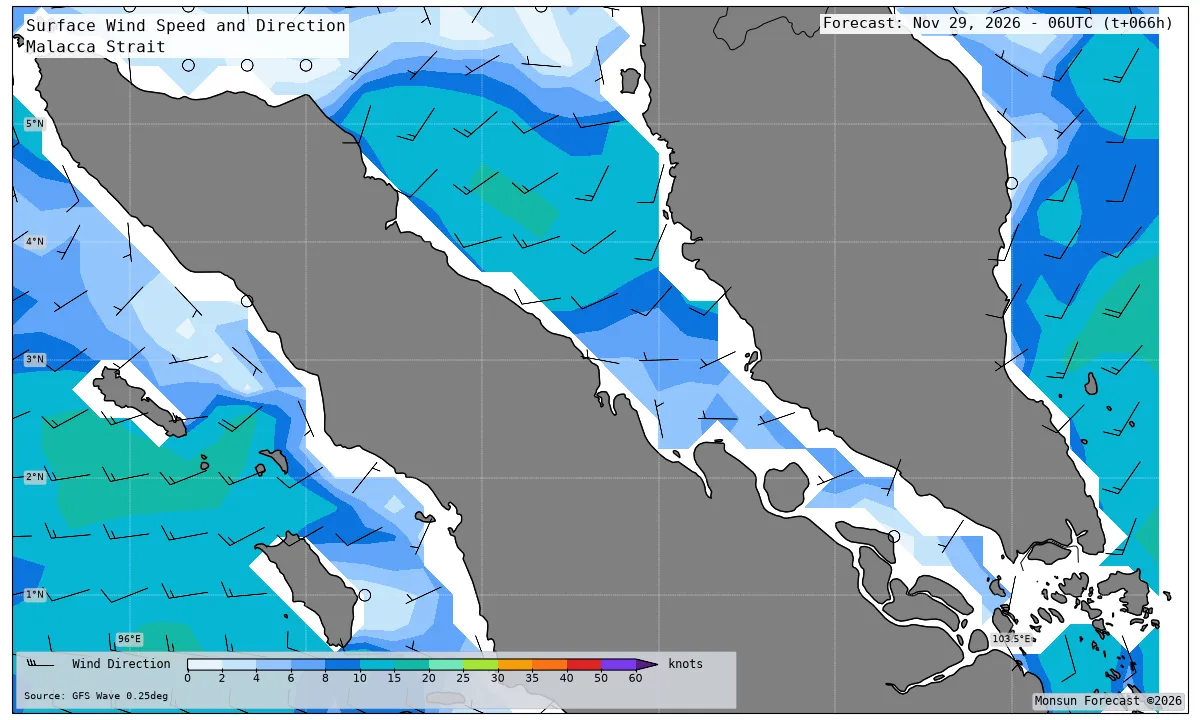 Surface Wind Speed and Direction
Malacca Strait
Forecast: Nov 29, 2026 - 06UTC (t+066h)
5°N
4°N
3°N
2°N
1°N
96°E
103.5°E
Wind Direction
knots
0 2 4 6 8 10 15 20 25 30 35 40 50 60
Source: GFS Wave 0.25deg
Monsun Forecast ©2026